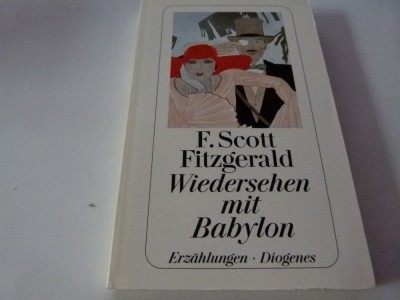 F. Scott
Fitzgerald
Wiedersehen
mit
Babylon
Erzählungen · Diogenes